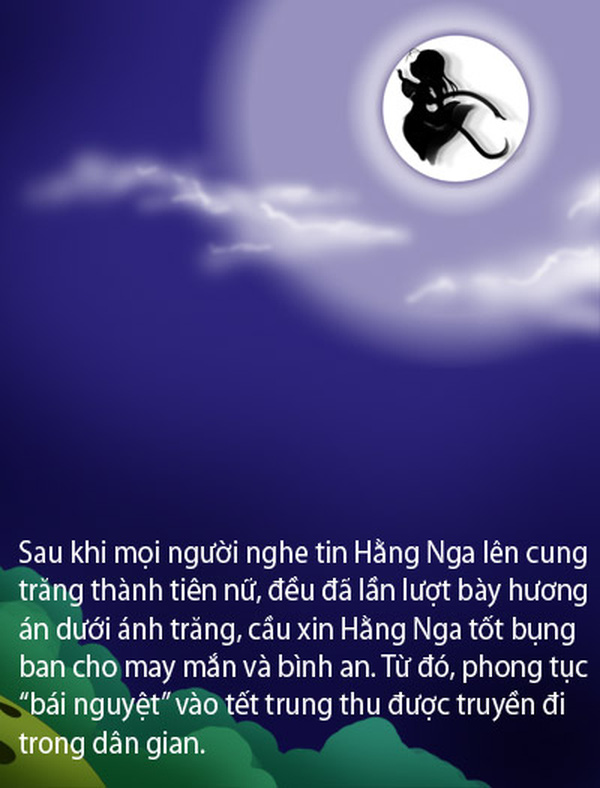 Sau khi mọi người nghe tin Hằng Nga lên cung
trăng thành tiên nữ, đều đã lần lượt bày hương
án dưới ánh trăng, cầu xin Hằng Nga tốt bụng
ban cho may mắn và bình an. Từ đó, phong tục
“bái nguyệt” vào tết trung thu được truyền đi
trong dân gian.